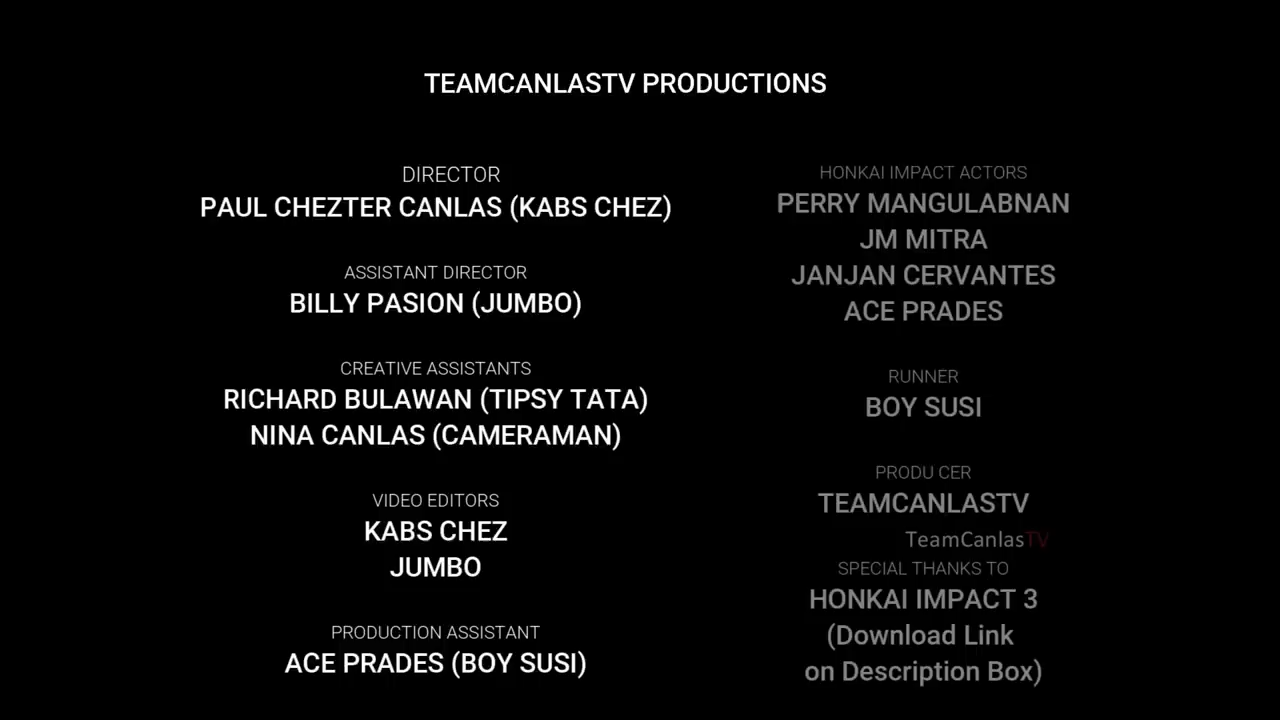 TEAMCANLASTV PRODUCTIONS
DIRECTOR
PAUL CHEZTER CANLAS (KABS CHEZ)
ASSISTANT DIRECTOR
BILLY PASION (JUMBO)
CREATIVE ASSISTANTS
RICHARD BULAWAN (TIPSY TATA)
NINA CANLAS (CAMERAMAN)
VIDEO EDITORS
KABS CHEZ
JUMBO
PRODUCTION ASSISTANT
ACE PRADES (BOY SUSI)
HONKAI IMPACT ACTORS
PERRY MANGULABNAN
JM MITRA
JANJAN CERVANTES
ACE PRADES
RUNNER
BOY SUSI
PRODU CER
TEAMCANLASTV
TeamCanlasTV
SPECIAL THANKS TO
HONKAI IMPACT 3
(Download Link
on Description Box)